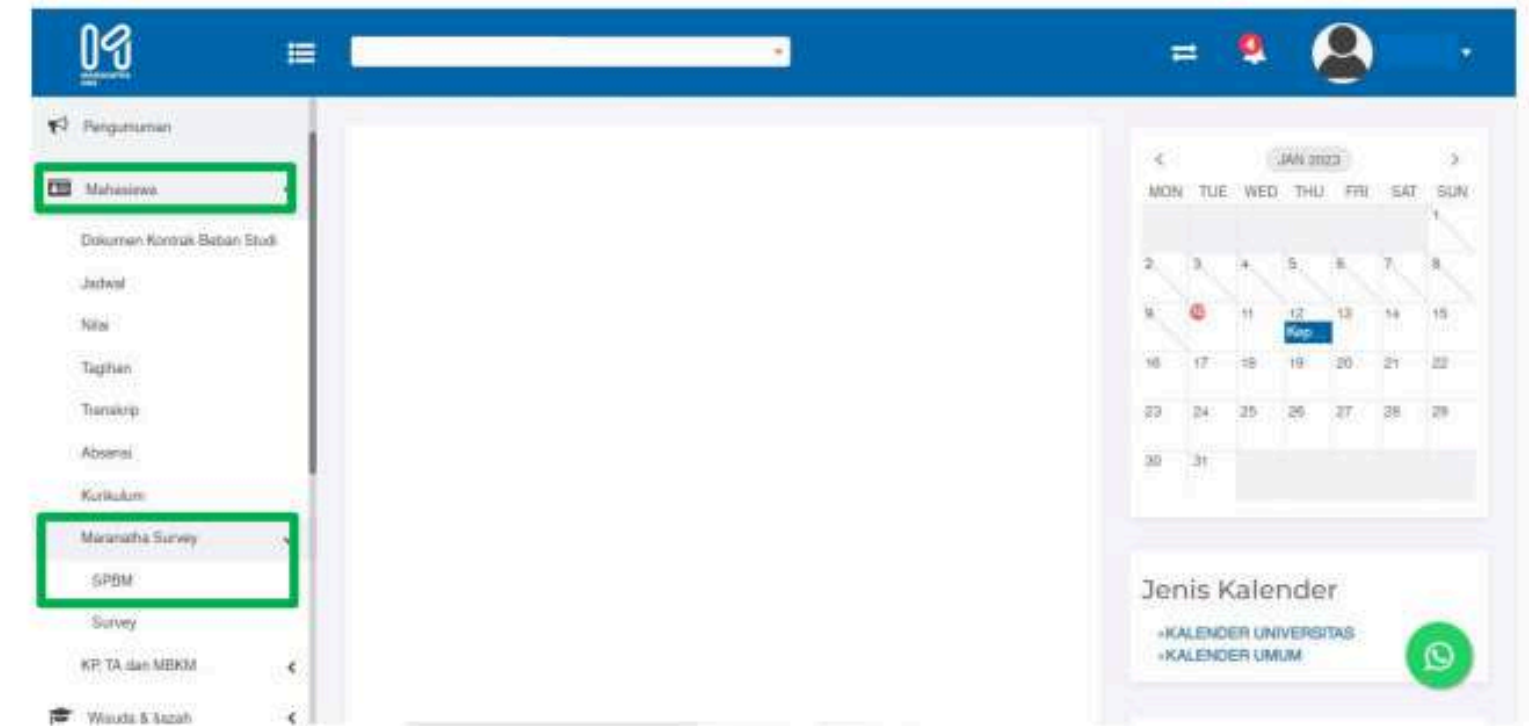 Pengumuman
Mahasiswa
Dokumen Kontrak Beban Studi
Jadwal
Nilai
Tagihan
Transkrip
Absensi
Kurikulum
Maranatha Survey
SPBM
Survey
KP, TA dan MBKM
Wisuda & Ijazah
4
JAN 2023
MON TUE WED THU FRI SAT SUN
1
2 3 4 5 6 7 8
9 10 11 12 13 14 15
Kep
16 17 18 19 20 21 22
23 24 25 26 27 28 29
30 31
Jenis Kalender
KALENDER UNIVERSITAS
KALENDER UMUM